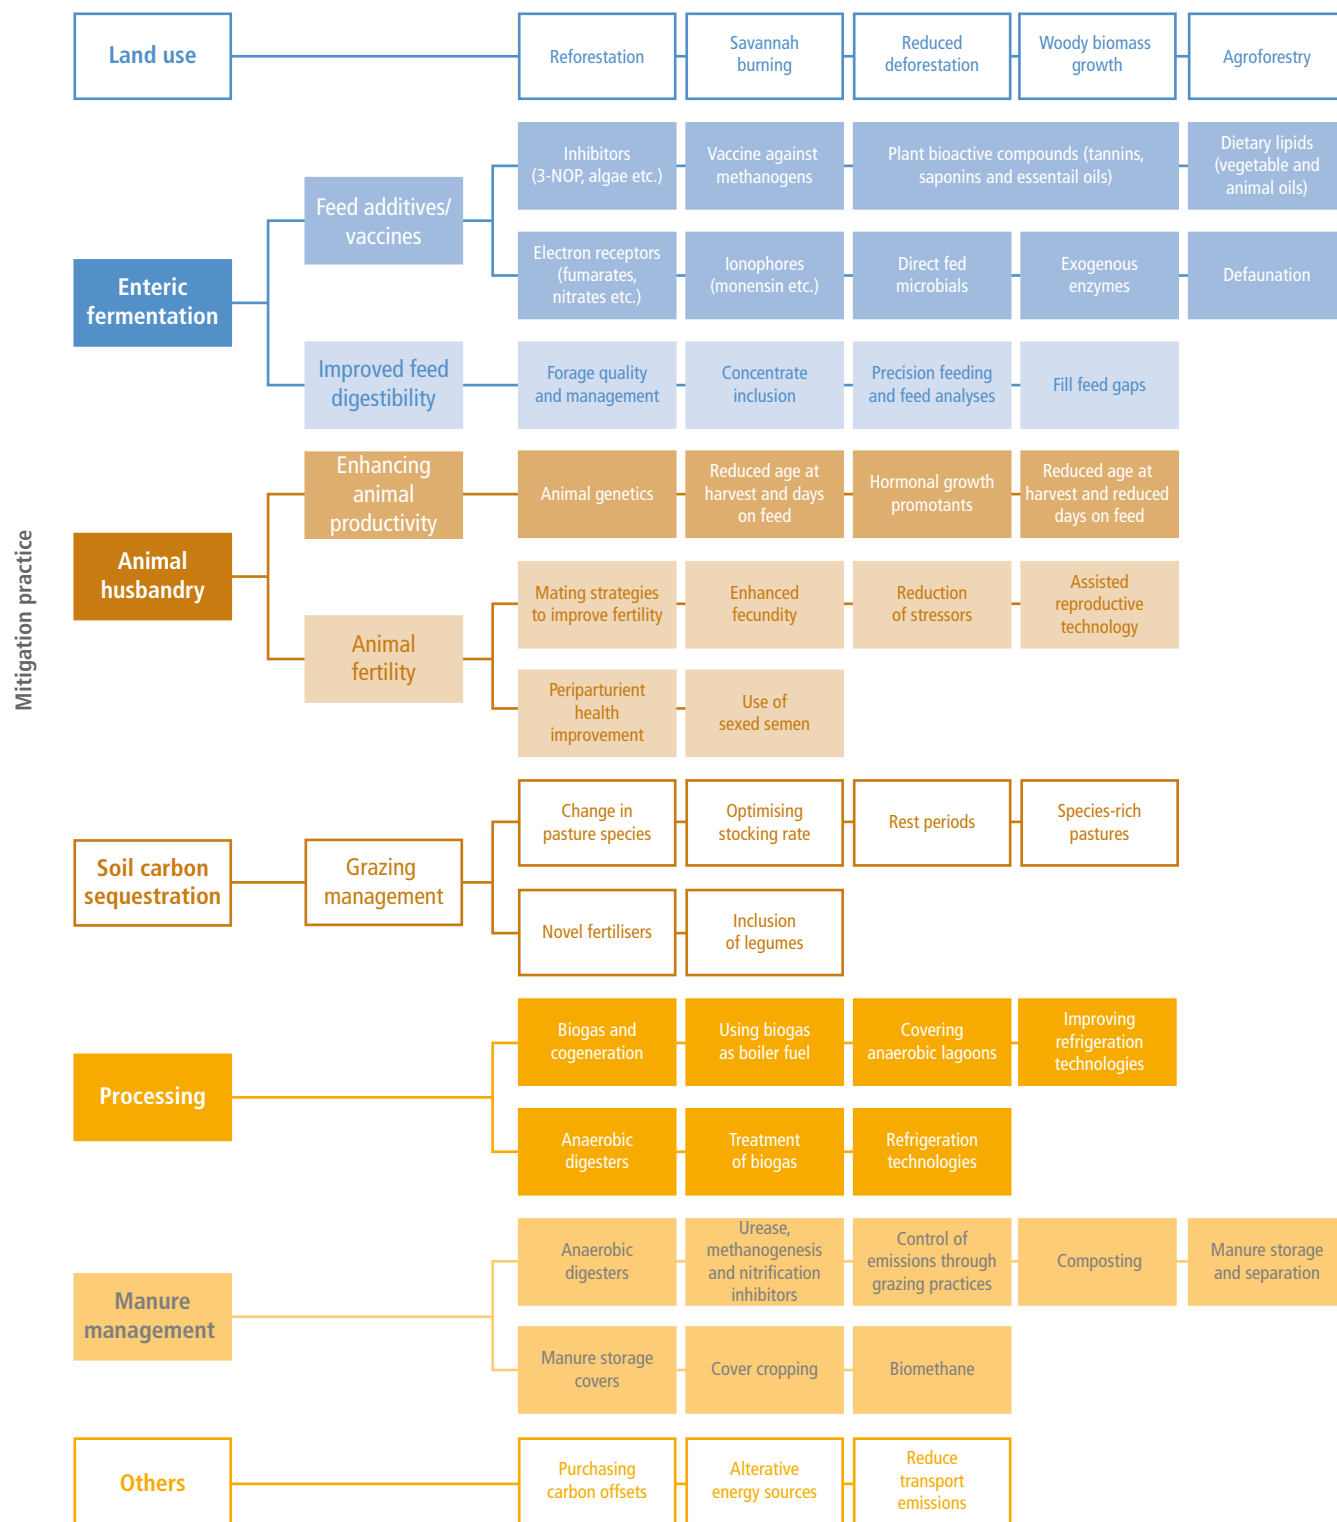 Mitigation practice
Land use
Reforestation
Savannah
burning
Reduced
deforestation
Woody biomass
growth
Agroforestry
Enteric
fermentation
Feed additives/
vaccines
Inhibitors
(3-NOP, algae etc.)
Vaccine against
methanogens
Plant bioactive compounds (tannins,
saponins and essentail oils)
Dietary lipids
(vegetable and
animal oils)
Electron receptors
(fumarates,
nitrates etc.)
Ionophores
(monensin etc.)
Direct fed
microbials
Exogenous
enzymes
Defaunation
Improved feed
digestibility
Forage quality
and management
Concentrate
inclusion
Precision feeding
and feed analyses
Fill feed gaps
Animal
husbandry
Enhancing
animal
productivity
Animal genetics
Reduced age at
harvest and days
on feed
Hormonal growth
promotants
Reduced age at
harvest and reduced
days on feed
Animal
fertility
Mating strategies
to improve fertility
Enhanced
fecundity
Reduction
of stressors
Assisted
reproductive
technology
Periparturient
health
improvement
Use of
sexed semen
Soil carbon
sequestration
Grazing
management
Change in
pasture species
Optimising
stocking rate
Rest periods
Species-rich
pastures
Novel fertilisers
Inclusion
of legumes
Processing
Biogas and
cogeneration
Using biogas
as boiler fuel
Covering
anaerobic lagoons
Improving
refrigeration
technologies
Anaerobic
digesters
Treatment
of biogas
Refrigeration
technologies
Manure
management
Anaerobic
digesters
Urease,
methanogenesis
and nitrification
inhibitors
Control of
emissions through
grazing practices
Composting
Manure storage
and separation
Manure storage
covers
Cover cropping
Biomethane
Others
Purchasing
carbon offsets
Alterative
energy sources
Reduce
transport
emissions